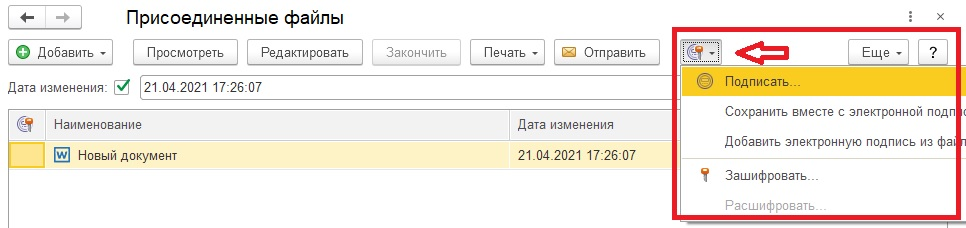 Присоединенные файлы
Добавить Просмотреть Редактировать Закончить Печать Отправить Еще ?
Дата изменения: 21.04.2021 17:26:07
Подписать...
Сохранить вместе с электронной
Наименование Дата изменения
Добавить электронную подпись из
Новый документ 21.04.2021 17:26:07
Зашифровать...
Расшифровать...